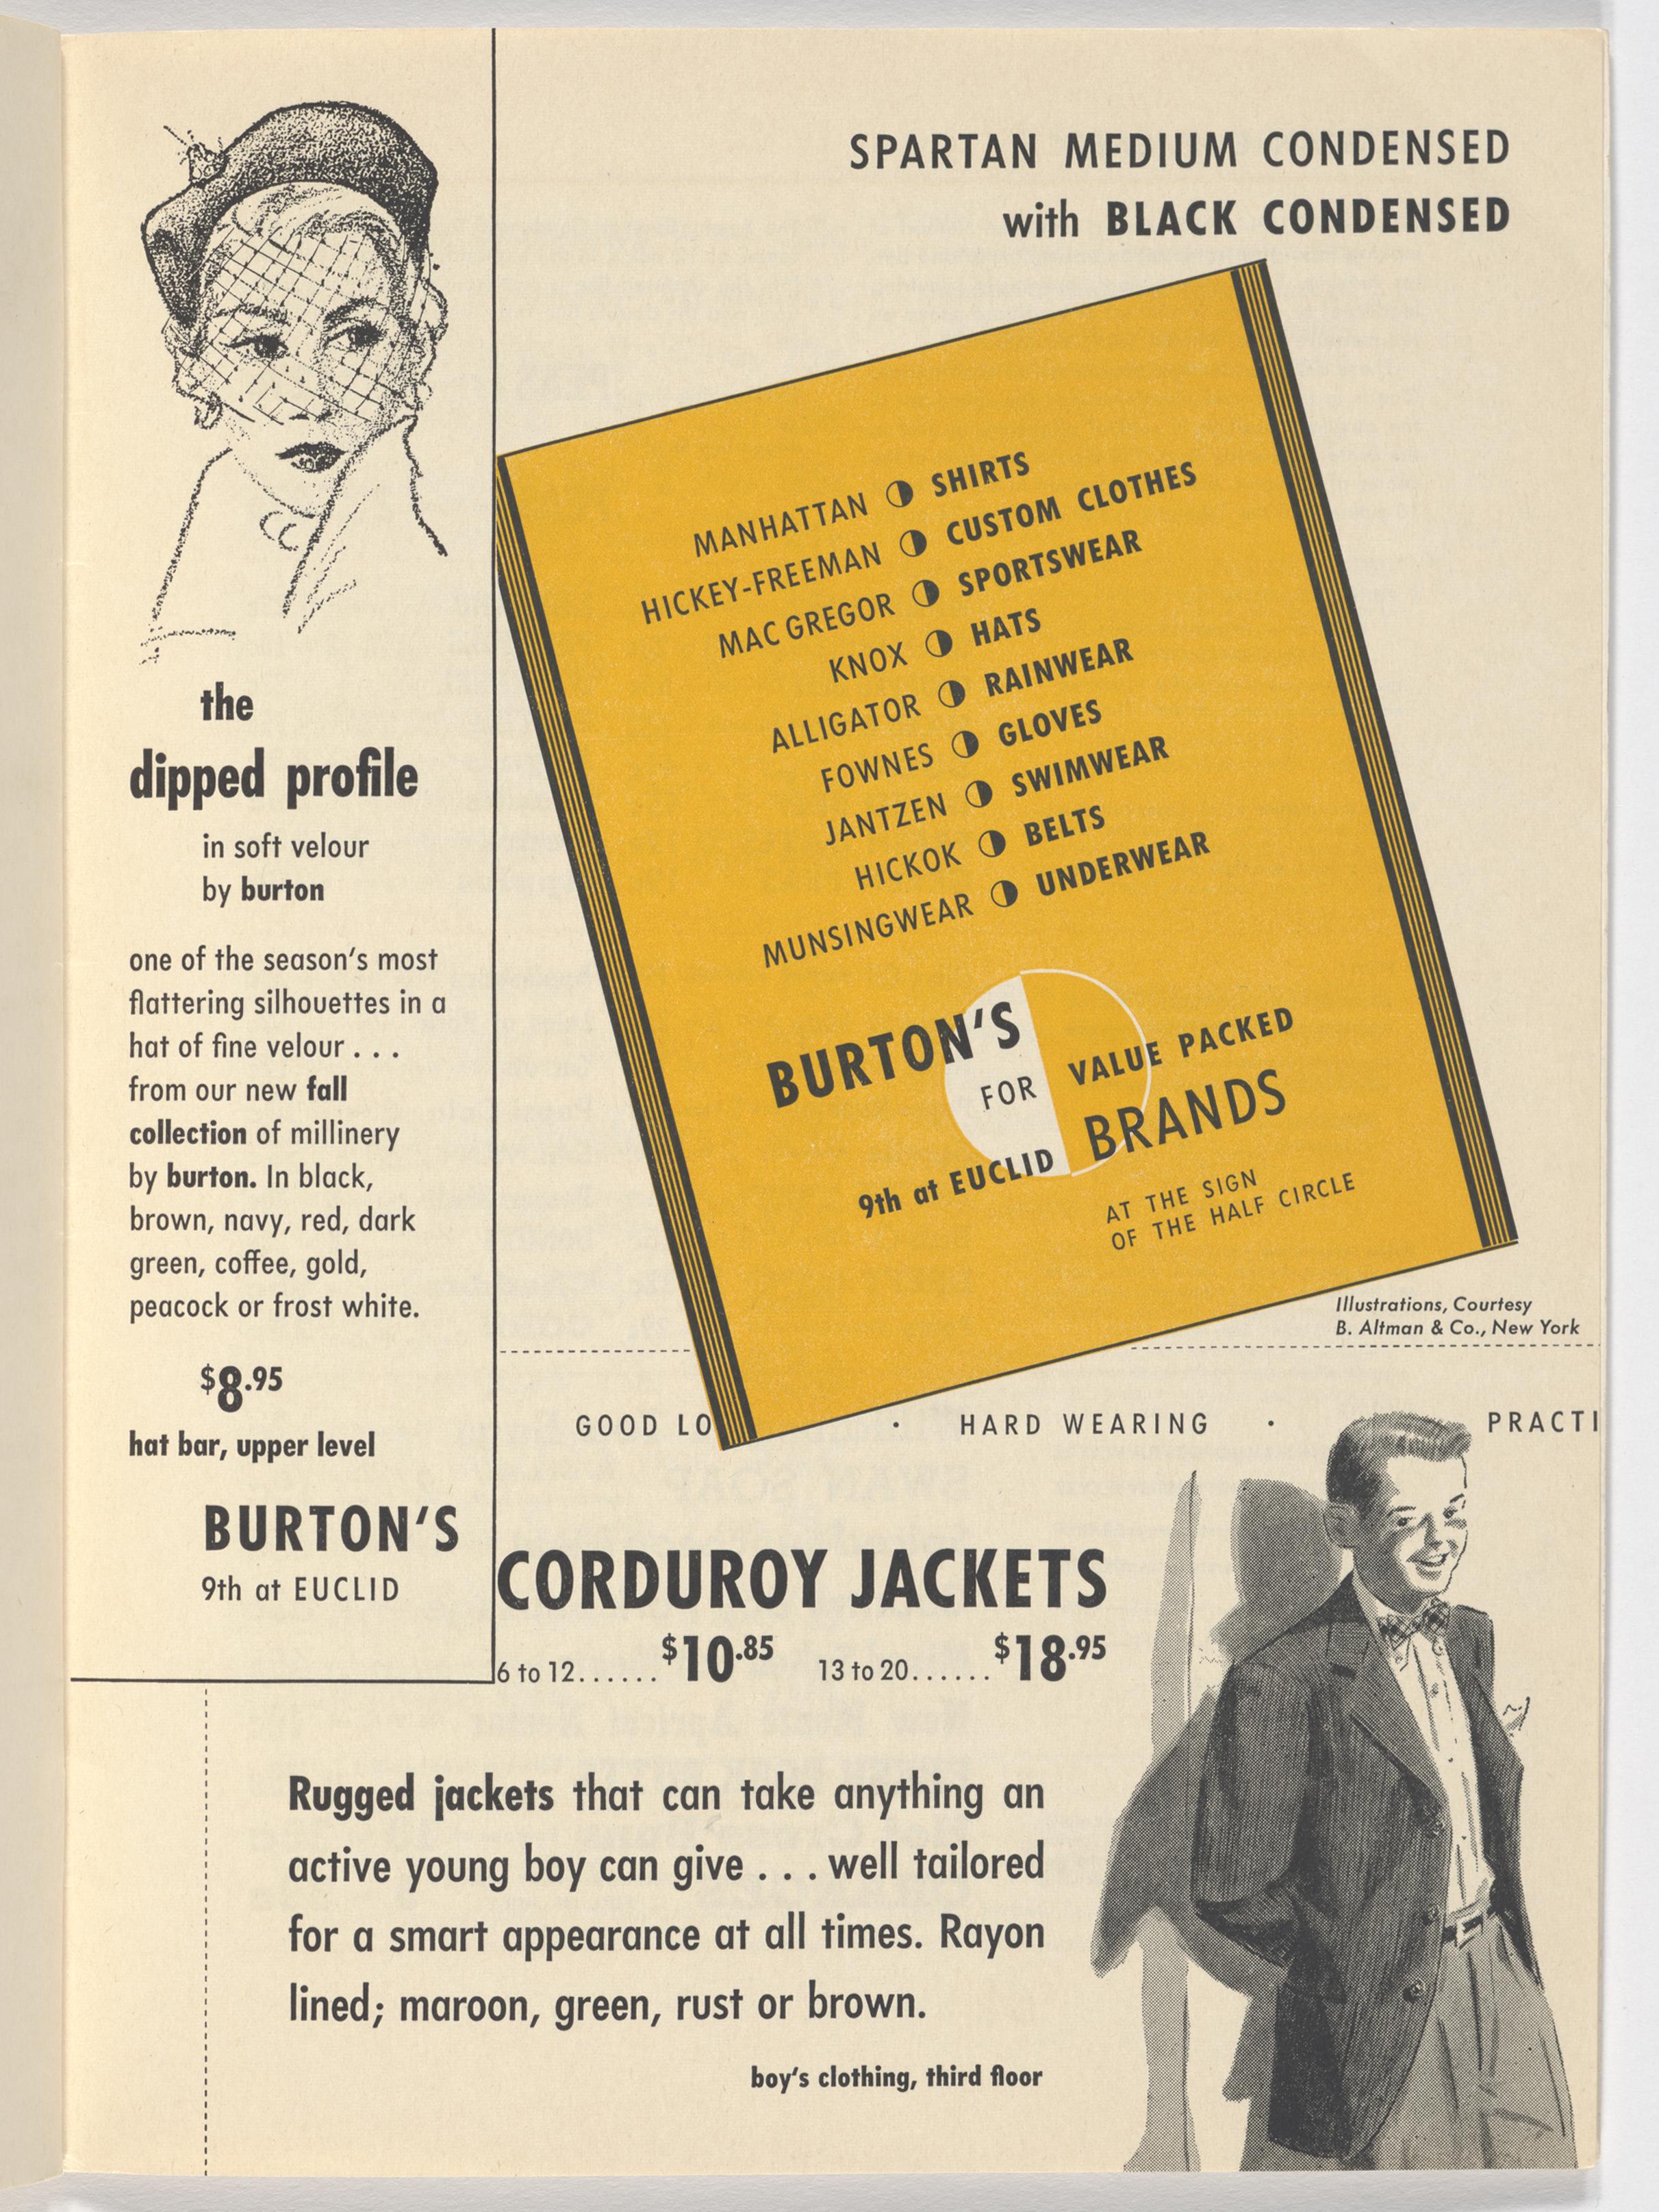 SPARTAN MEDIUM CONDENSED
with BLACK CONDENSED
the
dipped profile
in soft velour
by burton
one of the season's most
flattering silhouettes in a
hat of fine velour . . .
from our new fall
collection of millinery
by burton. In black,
brown, navy, red, dark
green, coffee, gold,
peacock or frost white.
$8.95
hat bar, upper level
BURTON'S
9th at EUCLID
MANHATTAN SHIRTS
HICKEY-FREEMAN CUSTOM CLOTHES
MAC GREGOR SPORTSWEAR
KNOX HATS
ALLIGATOR RAINWEAR
FOWNES GLOVES
JANTZEN SWIMWEAR
HICKOK BELTS
MUNSINGWEAR UNDERWEAR
BURTON'S
FOR VALUE PACKED
9th at EUCLID BRANDS
AT THE SIGN
OF THE HALF CIRCLE
Illustrations, Courtesy
B. Altman & Co., New York
GOOD LO · HARD WEARING · PRACTI
CORDUROY JACKETS
6 to 12......$10.85 13 to 20......$18.95
Rugged jackets that can take anything an
active young boy can give . . . well tailored
for a smart appearance at all times. Rayon
lined; maroon, green, rust or brown.
boy's clothing, third floor